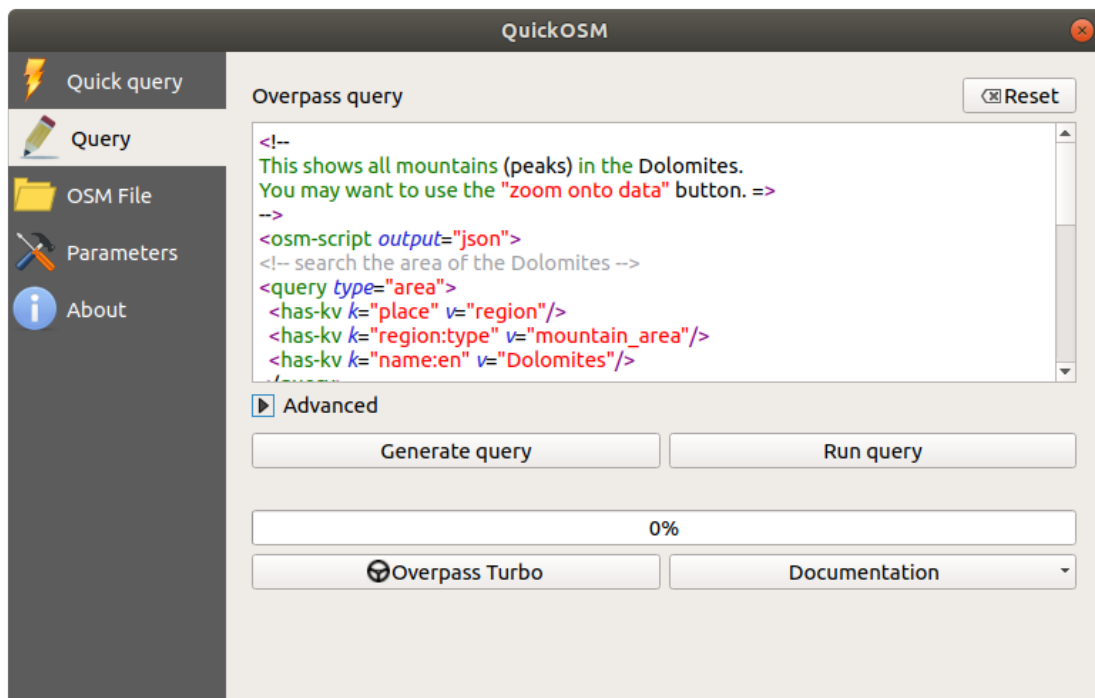 QuickOSM
Quick query
Query
OSM File
Parameters
About
Overpass query
Reset
<!--
This shows all mountains (peaks) in the Dolomites.
You may want to use the "zoom onto data" button. =>
-->
<osm-script output="json">
<!-- search the area of the Dolomites -->
<query type="area">
  <has-kv k="place" v="region"/>
  <has-kv k="region:type" v="mountain_area"/>
  <has-kv k="name:en" v="Dolomites"/>
Advanced
Generate query
Run query
0%
Overpass Turbo
Documentation